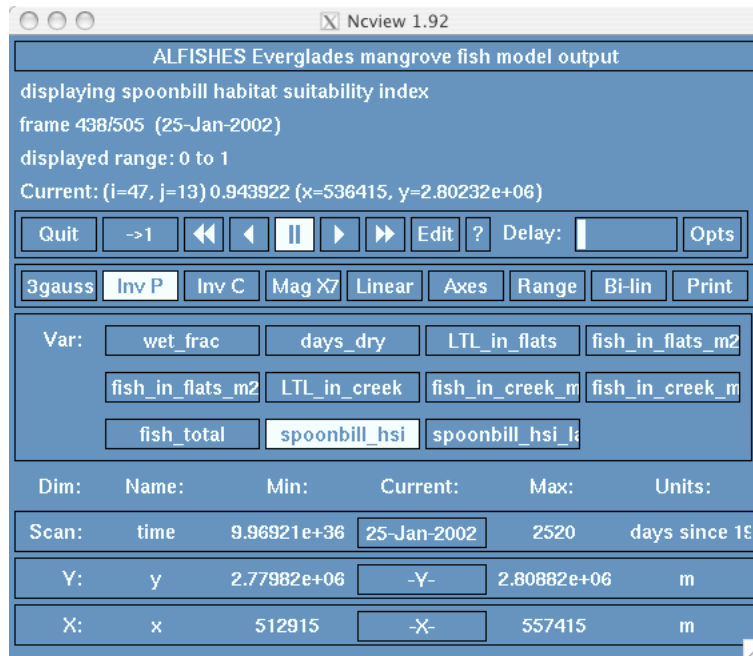 Ncview 1.92
ALFISHES Everglades mangrove fish model output
displaying spoonbill habitat suitability index
frame 438/505 (25-Jan-2002)
displayed range: 0 to 1
Current: (i=47, j=13) 0.943922 (x=536415, y=2.80232e+06)
Quit ->1 Edit ? Delay: Opts
3gauss Inv P Inv C Mag X7 Linear Axes Range Bi-lin Print
Var: wet_frac days_dry LTL_in_flats fish_in_flats_m2
fish_in_flats_m2 LTL_in_creek fish_in_creek_m fish_in_creek_m
fish_total spoonbill_hsi spoonbill_hsi_la
Dim: Name: Min: Current: Max: Units:
Scan: time 9.96921e+36 25-Jan-2002 2520 days since 19
Y: y 2.77982e+06 -Y- 2.80882e+06 m
X: x 512915 -X- 557415 m